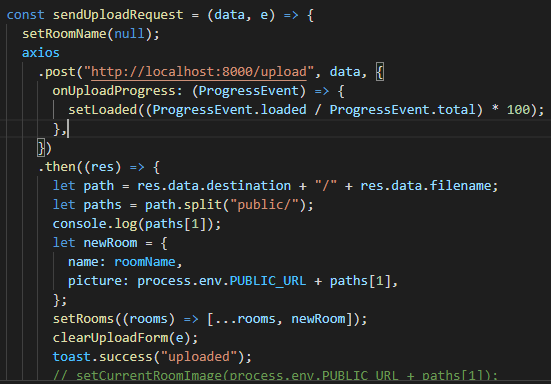 const sendUploadRequest = (data, e) => {
setRoomName(null);
axios
.post("http://localhost:8000/upload", data, {
onUploadProgress: (ProgressEvent) => {
setLoaded((ProgressEvent.loaded / ProgressEvent.total) * 100);
},
})
.then((res) => {
let path = res.data.destination + "/" + res.data.filename;
let paths = path.split("public/");
console.log(paths[1]);
let newRoom = {
name: roomName,
picture: process.env.PUBLIC_URL + paths[1],
};
setRooms((rooms) => [...rooms, newRoom]);
clearUploadForm(e);
toast.success("uploaded");
// setCurrentRoomImage(process.env.PUBLIC_URL + paths[1]);